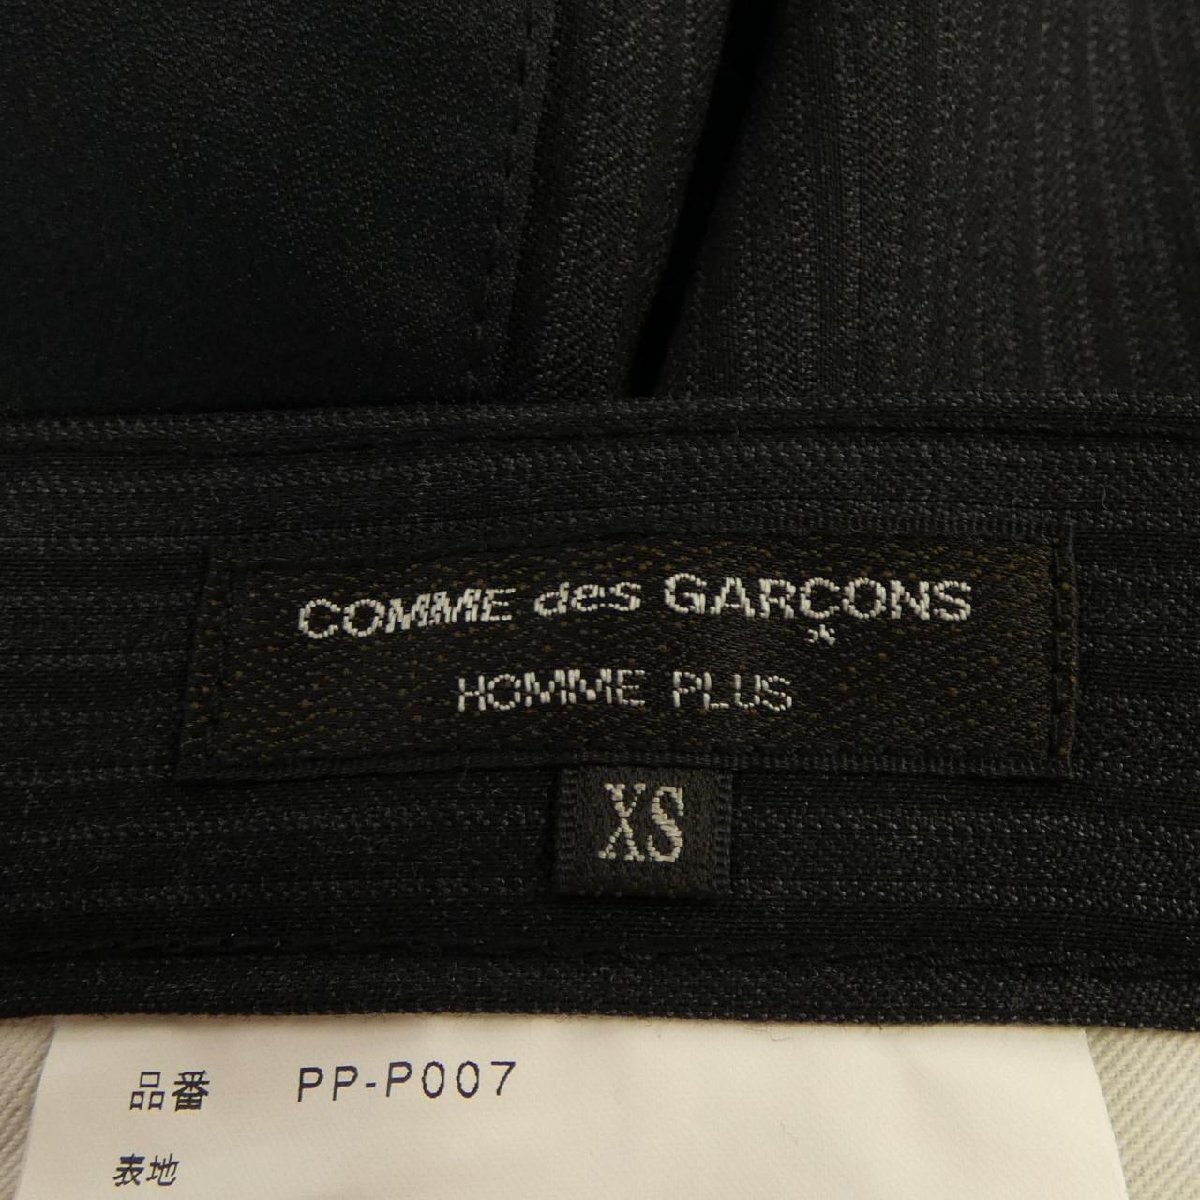 COMME des GARÇONS
HOMME PLUS
XS
品番 PP-P007
表地